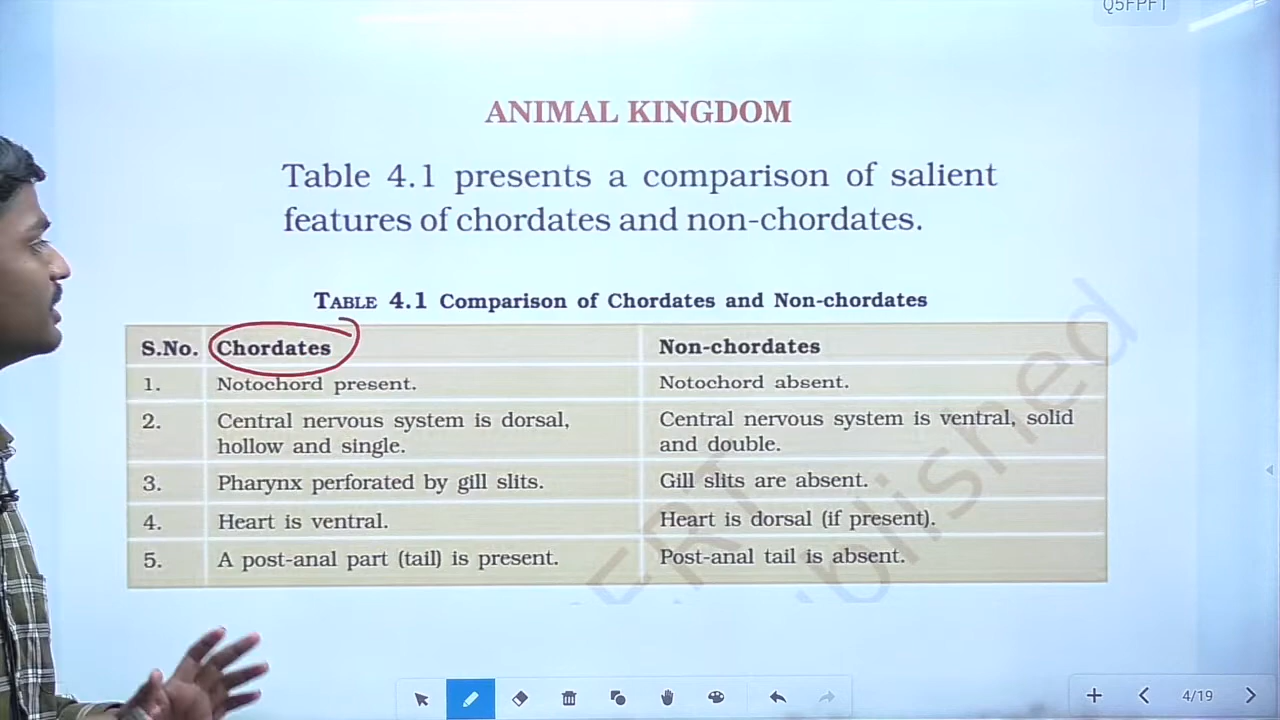 Q5FPFT
ANIMAL KINGDOM
Table 4.1 presents a comparison of salient
features of chordates and non-chordates.
TABLE 4.1 Comparison of Chordates and Non-chordates
S.No. Chordates Non-chordates
1. Notochord present. Notochord absent.
2. Central nervous system is dorsal, Central nervous system is ventral, solid
hollow and single. and double.
3. Pharynx perforated by gill slits. Gill slits are absent.
4. Heart is ventral. Heart is dorsal (if present).
5. A post-anal part (tail) is present. Post-anal tail is absent.
4/19